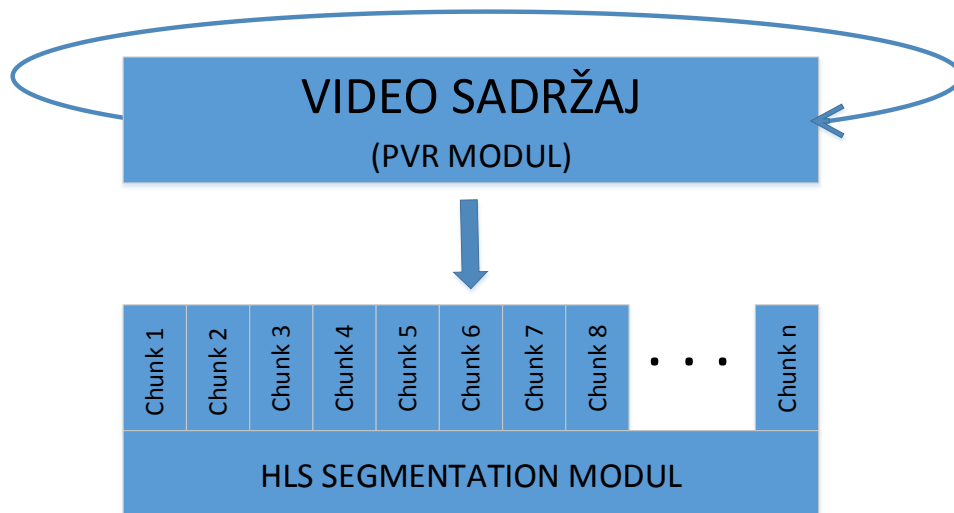 VIDEO SADRŽAJ
(PVR MODUL)
Chunk 1
Chunk 2
Chunk 3
Chunk 4
Chunk 5
Chunk 6
Chunk 7
Chunk 8
. . .
Chunk n
HLS SEGMENTATION MODUL